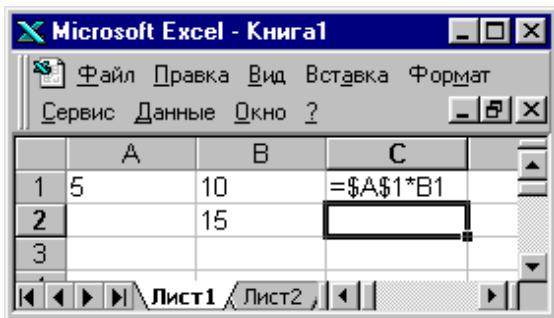 Microsoft Excel - Книга1
Файл Правка Вид Вставка Формат
Сервис Данные Окно ?
A B C
1 5 10 =$A$1*B1
2 15
3
Лист1 Лист2